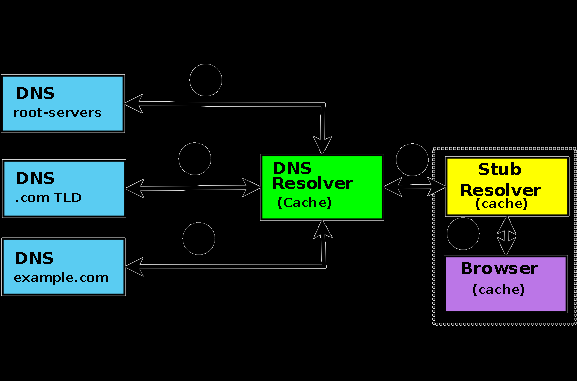 DNS
root-servers
DNS
.com TLD
DNS
example.com
DNS
Resolver
(Cache)
Stub
Resolver
(cache)
Browser
(cache)